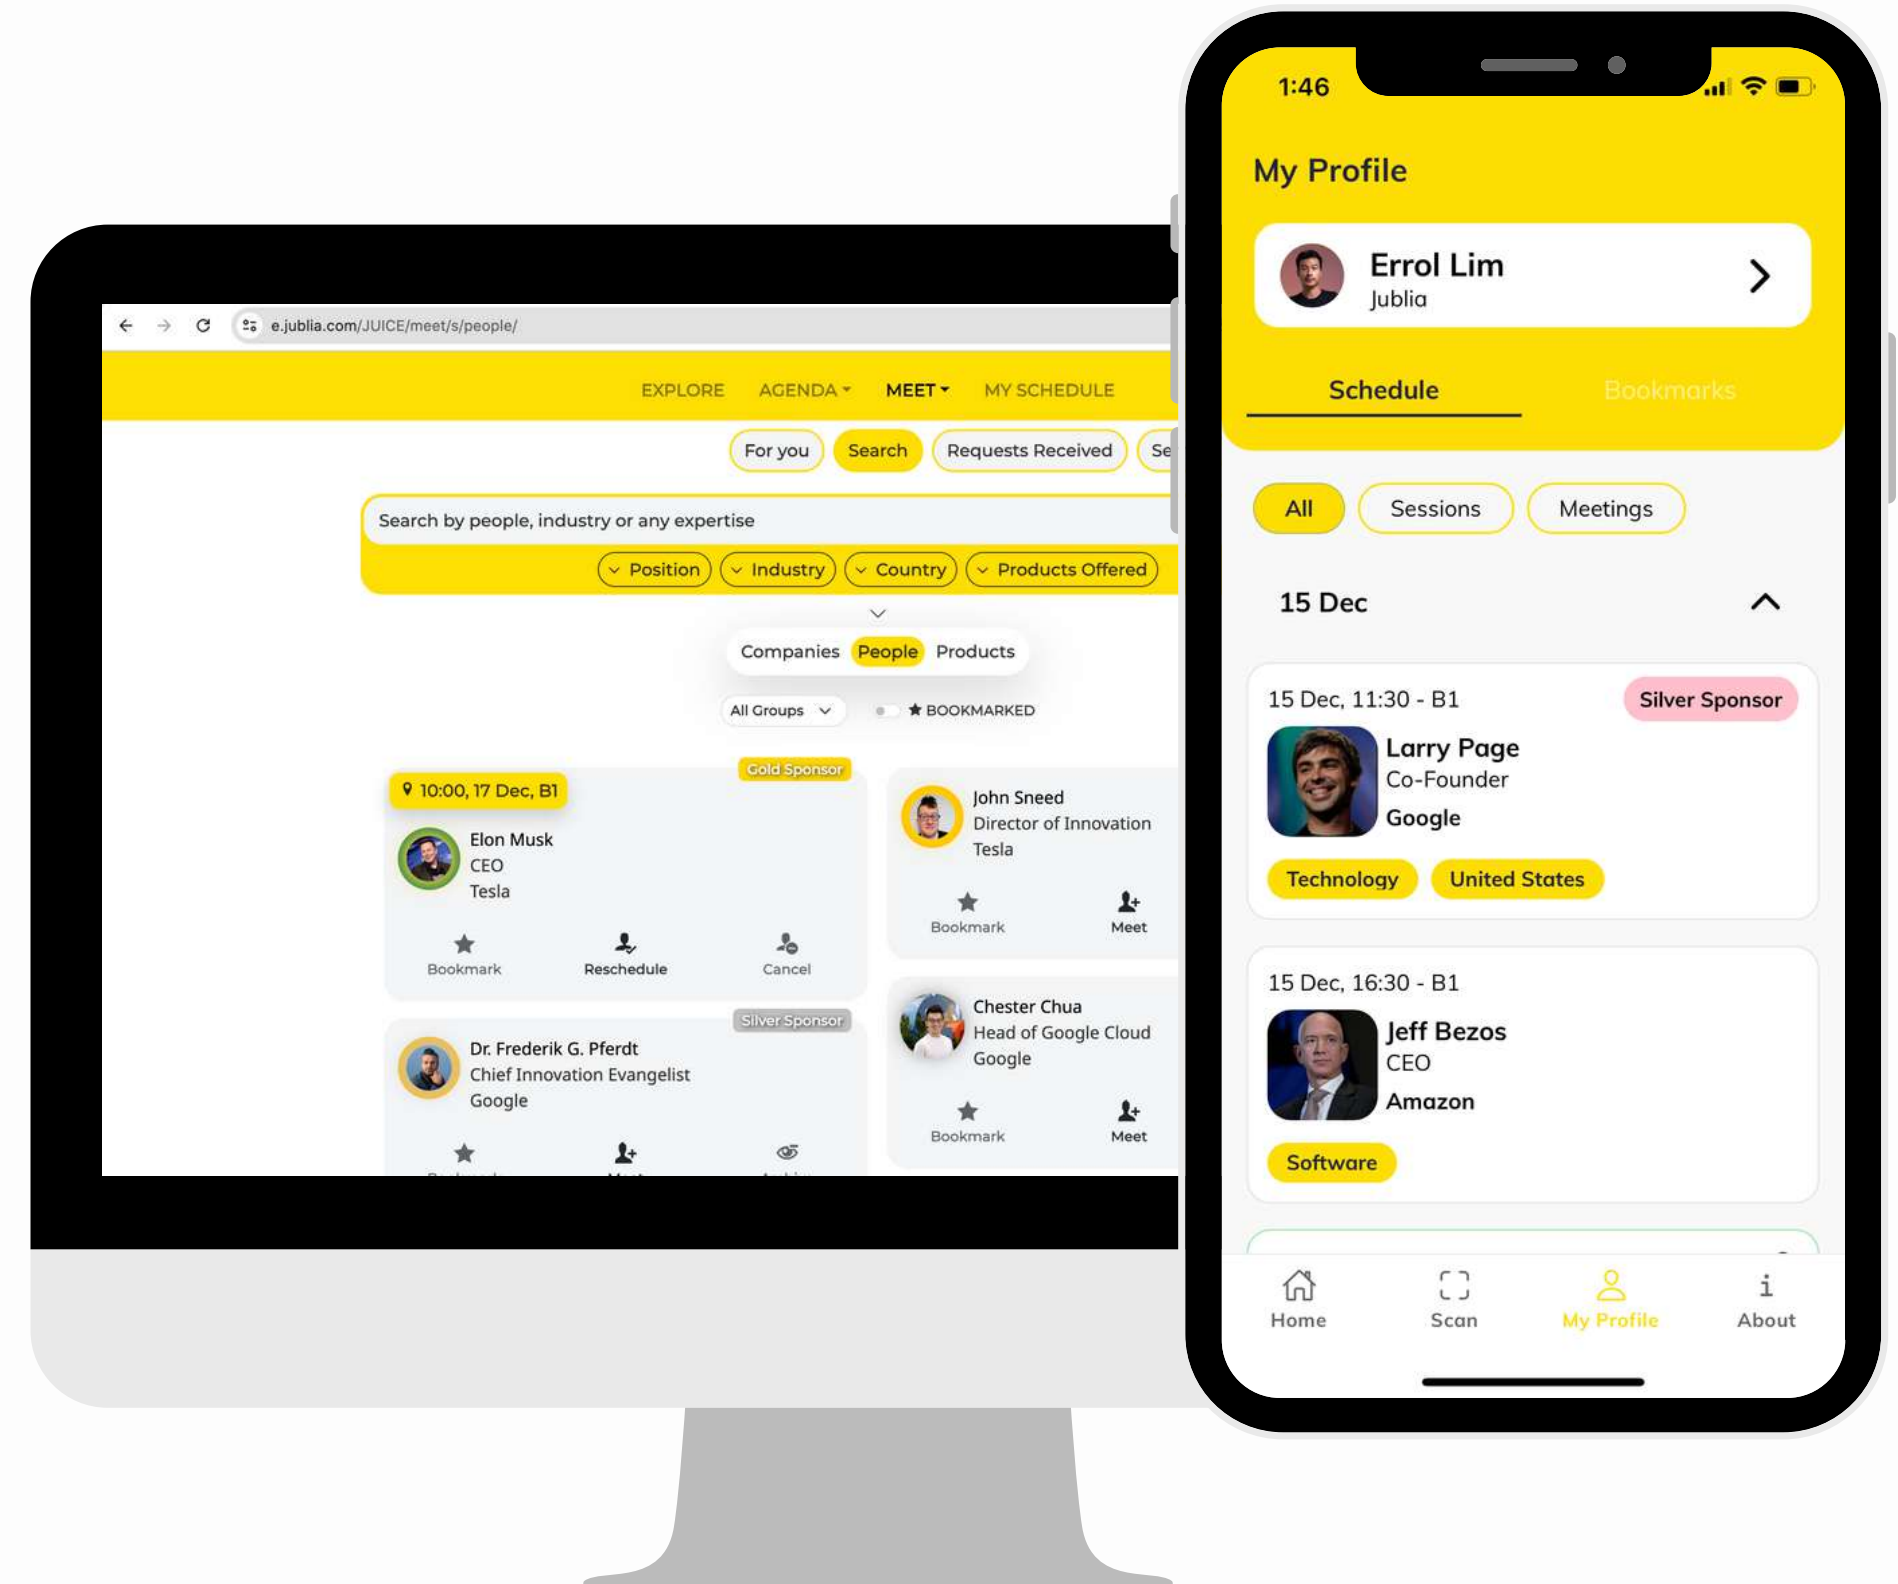 e.jublia.com/JUICE/meet/s/people/
EXPLORE AGENDA MEET MY SCHEDULE
For you Search Requests Received Se
Search by people, industry or any expertise
Position Industry Country Products Offered
Companies People Products
All Groups BOOKMARKED
Gold Sponsor
10:00, 17 Dec, B1
Elon Musk
CEO
Tesla
Bookmark Reschedule Cancel
Silver Sponsor
Dr. Frederik G. Pferdt
Chief Innovation Evangelist
Google
John Sneed
Director of Innovation
Tesla
Bookmark Meet
Chester Chua
Head of Google Cloud
Google
Bookmark Meet
1:46
My Profile
Errol Lim
Jublia
Schedule Bookmarks
All Sessions Meetings
15 Dec
15 Dec, 11:30 - B1 Silver Sponsor
Larry Page
Co-Founder
Google
Technology United States
15 Dec, 16:30 - B1
Jeff Bezos
CEO
Amazon
Software
Home Scan My Profile About